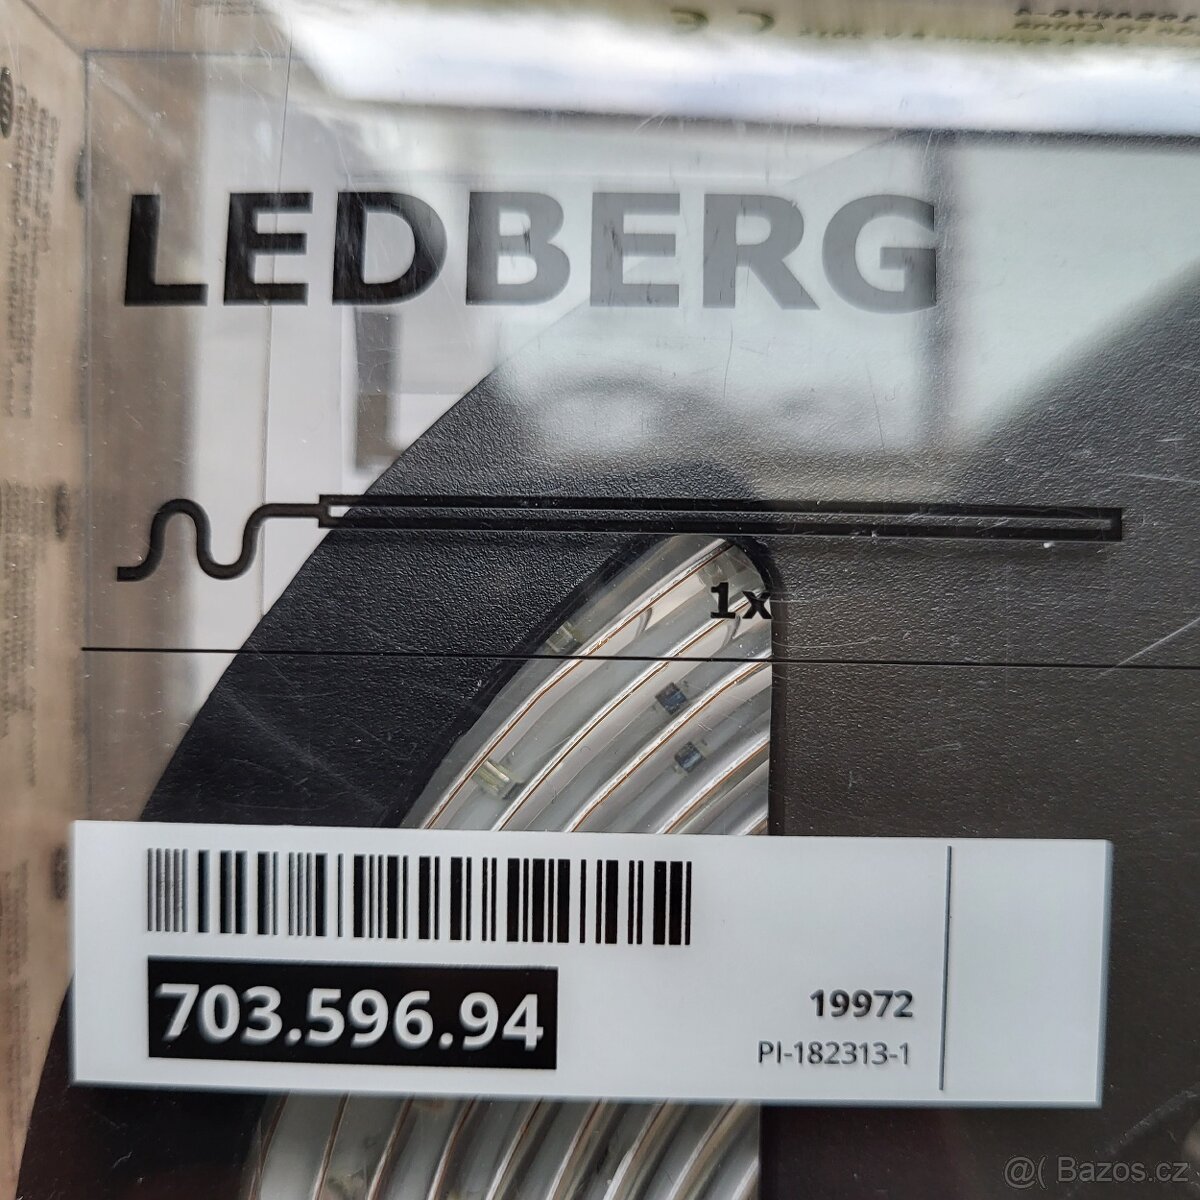 LEDBERG
1x
703.596.94
19972
PI-182313-1
@( Bazos.cz